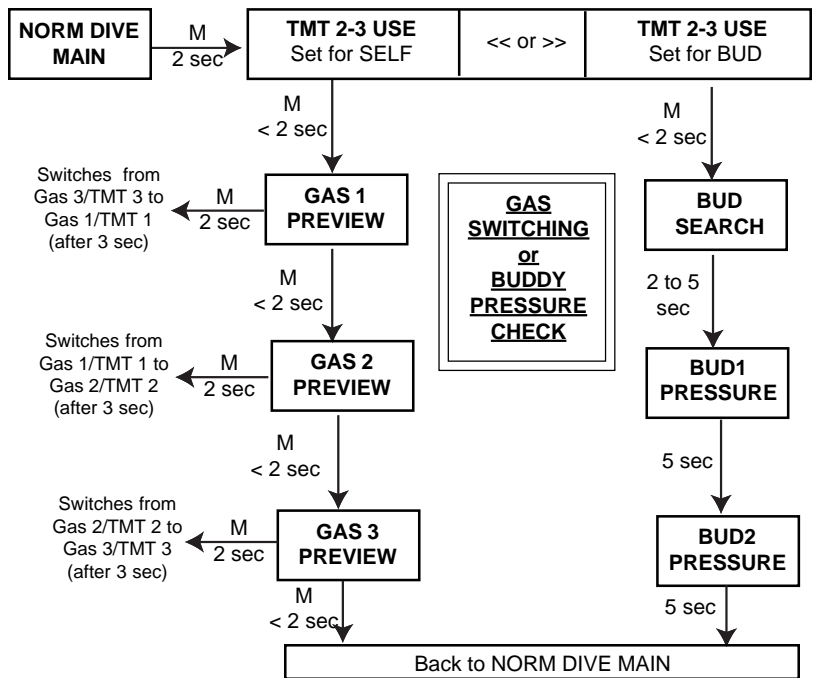 NORM DIVE
MAIN
M
2 sec
TMT 2-3 USE
Set for SELF
<< or >>
TMT 2-3 USE
Set for BUD
M
< 2 sec
M
< 2 sec
Switches from
Gas 3/TMT 3 to
Gas 1/TMT 1
(after 3 sec)
M
2 sec
GAS 1
PREVIEW
GAS
SWITCHING
or
BUDDY
PRESSURE
CHECK
BUD
SEARCH
M
< 2 sec
2 to 5
sec
Switches from
Gas 1/TMT 1 to
Gas 2/TMT 2
(after 3 sec)
M
2 sec
GAS 2
PREVIEW
BUD1
PRESSURE
M
< 2 sec
5 sec
Switches from
Gas 2/TMT 2 to
Gas 3/TMT 3
(after 3 sec)
M
2 sec
GAS 3
PREVIEW
BUD2
PRESSURE
M
< 2 sec
5 sec
Back to NORM DIVE MAIN